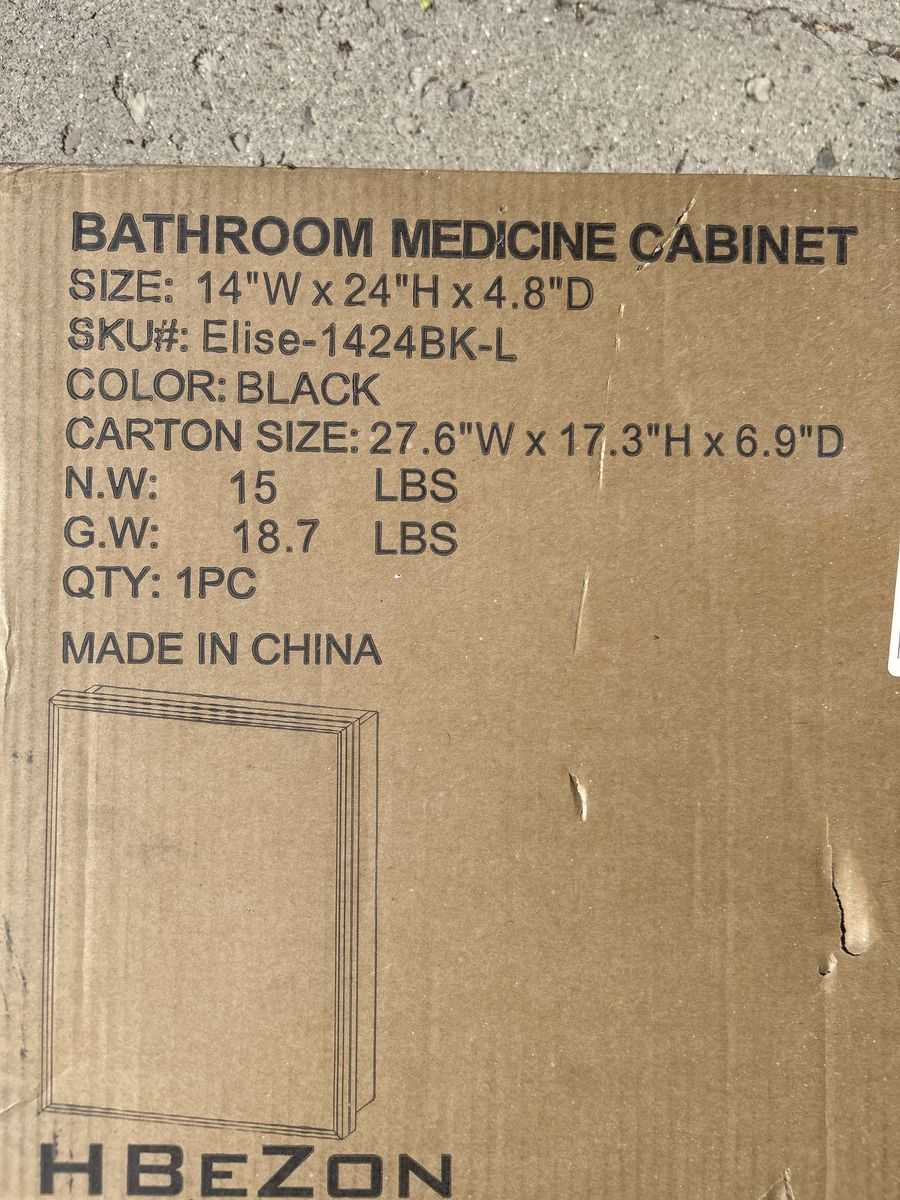 BATHROOM MEDICINE CABINET
SIZE: 14"W x 24"H x 4.8"D
SKU#: Elise-1424BK-L
COLOR: BLACK
CARTON SIZE: 27.6"W x 17.3"H x 6.9"D
N.W: 15 LBS
G.W: 18.7 LBS
QTY: 1PC
MADE IN CHINA
HBEZON